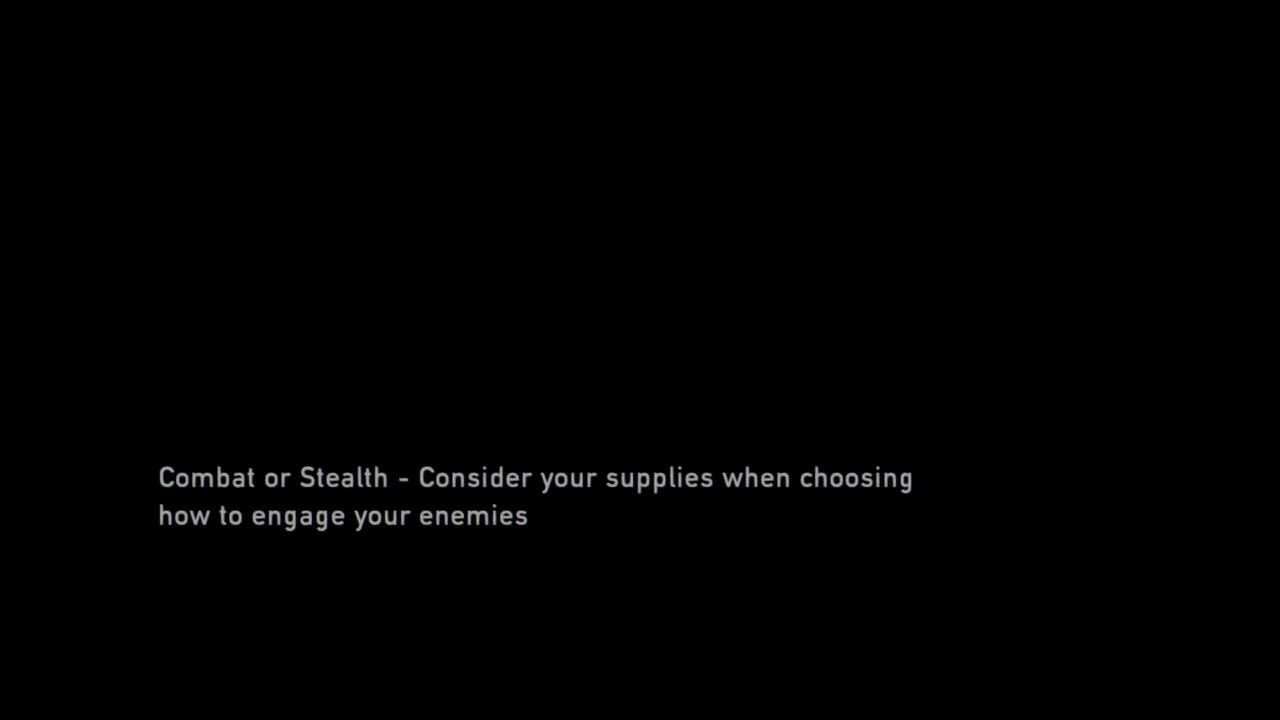 Combat or Stealth - Consider your supplies when choosing
how to engage your enemies